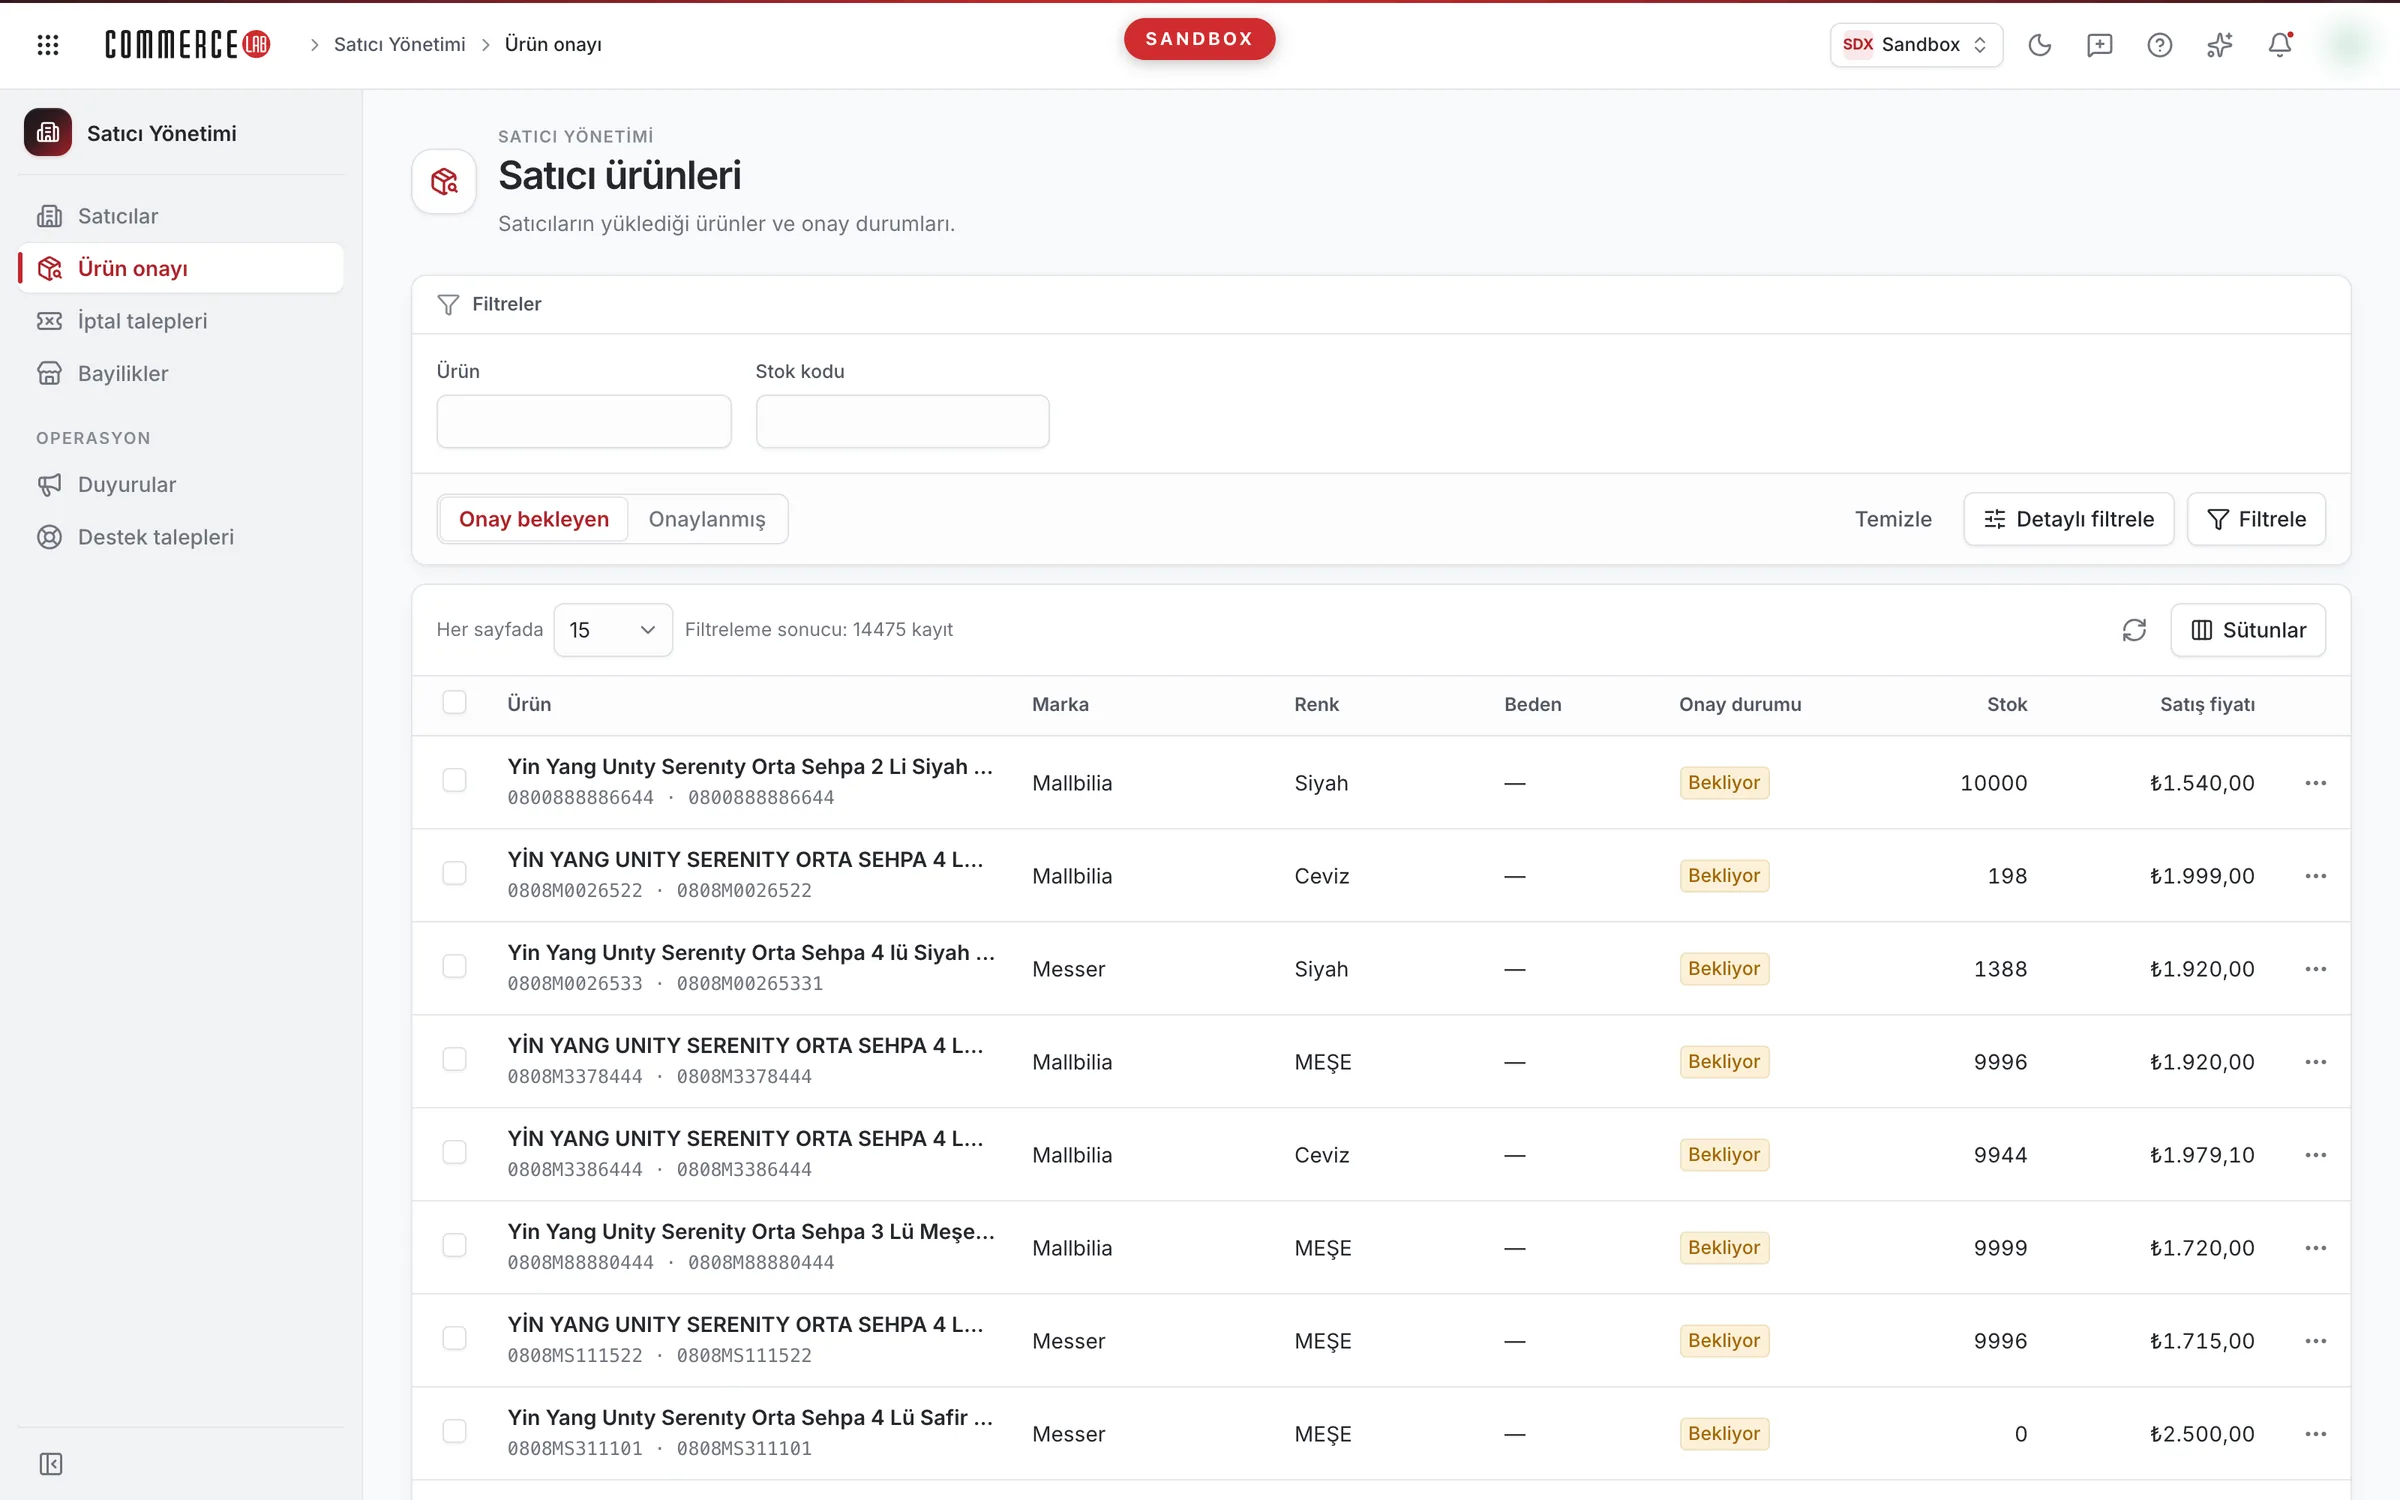 COMMERCE LAB
Satıcı Yönetimi
Ürün onayı
SANDBOX
SDX Sandbox
Satıcı Yönetimi
Satıcılar
Ürün onayı
İptal talepleri
Bayilikler
OPERASYON
Duyurular
Destek talepleri
SATICI YÖNETİMİ
Satıcı ürünleri
Satıcıların yüklediği ürünler ve onay durumları.
Filtreler
Ürün Stok kodu
Onay bekleyen Onaylanmış Temizle Detaylı filtrele Filtrele
Her sayfada 15 Filtreleme sonucu: 14475 kayıt Sütunlar
Ürün Marka Renk Beden Onay durumu Stok Satış fiyatı
Yin Yang Unıty Serenıty Orta Sehpa 2 Li Siyah ...
0800888886644 · 0800888886644
Mallbilia Siyah — Bekliyor 10000 ₺1.540,00
YİN YANG UNITY SERENITY ORTA SEHPA 4 L...
0808M0026522 · 0808M0026522
Mallbilia Ceviz — Bekliyor 198 ₺1.999,00
Yin Yang Unıty Serenıty Orta Sehpa 4 lü Siyah ...
0808M0026533 · 0808M00265331
Messer Siyah — Bekliyor 1388 ₺1.920,00
YİN YANG UNITY SERENITY ORTA SEHPA 4 L...
0808M3378444 · 0808M3378444
Mallbilia MEŞE — Bekliyor 9996 ₺1.920,00
YİN YANG UNITY SERENITY ORTA SEHPA 4 L...
0808M3386444 · 0808M3386444
Mallbilia Ceviz — Bekliyor 9944 ₺1.979,10
Yin Yang Unity Serenity Orta Sehpa 3 Lü Meşe...
0808M88880444 · 0808M88880444
Mallbilia MEŞE — Bekliyor 9999 ₺1.720,00
YİN YANG UNITY SERENITY ORTA SEHPA 4 L...
0808MS111522 · 0808MS111522
Messer MEŞE — Bekliyor 9996 ₺1.715,00
Yin Yang Unıty Serenıty Orta Sehpa 4 Lü Safir ...
0808MS311101 · 0808MS311101
Messer MEŞE — Bekliyor 0 ₺2.500,00